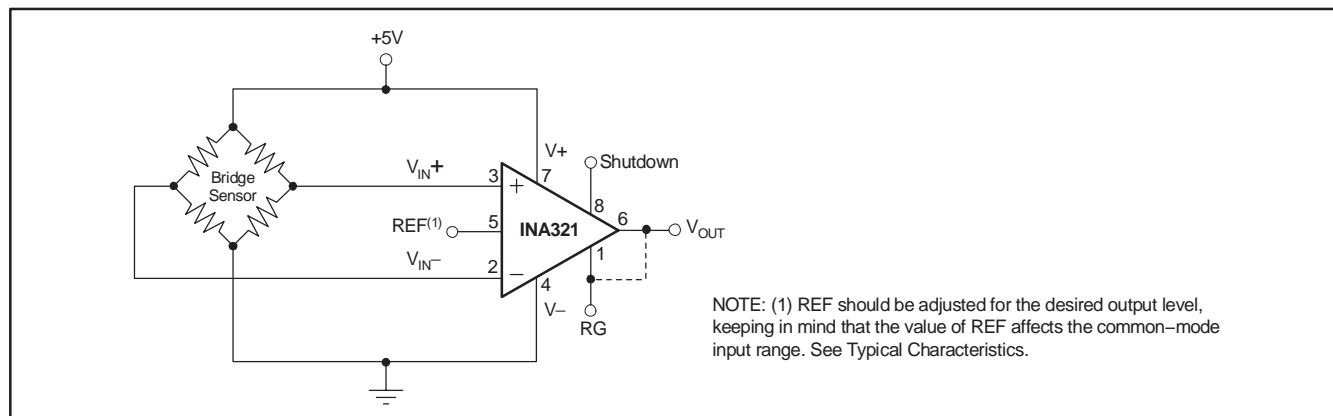 +5V
Bridge
Sensor
V_IN+
V+
Shutdown
3
7
+
8
REF(1)
5
INA321
6
V_OUT
V_IN−
2
−
1
4
V−
RG
NOTE: (1) REF should be adjusted for the desired output level,
keeping in mind that the value of REF affects the common−mode
input range. See Typical Characteristics.